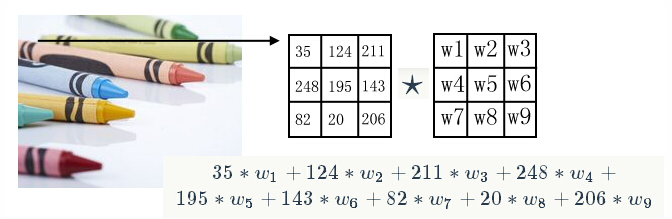 35 124 211
248 195 143
82 20 206
★
w1 w2 w3
w4 w5 w6
w7 w8 w9
35 * w₁ + 124 * w₂ + 211 * w₃ + 248 * w₄ +
195 * w₅ + 143 * w₆ + 82 * w₇ + 20 * w₈ + 206 * w₉